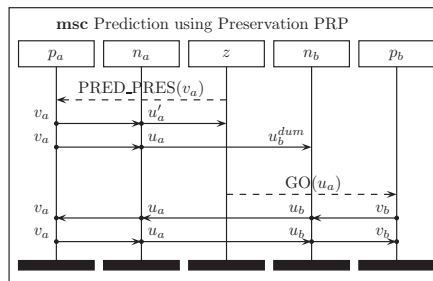 msc Prediction using Preservation PRP
p_a n_a z n_b p_b
PRED_PRES(v_a)
v_a u'_a
v_a u_a u_b^{dum}
GO(u_a)
v_a u_a u_b v_b
v_a u_a u_b v_b